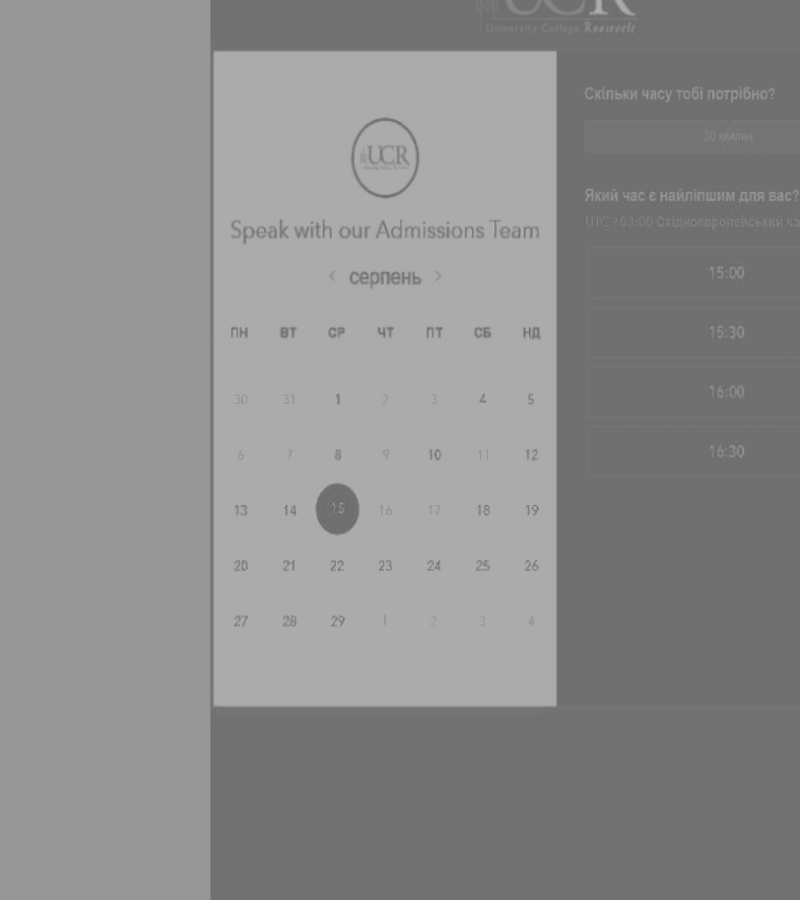 UCR
University College Roosevelt
UCR
Speak with our Admissions Team
< серпень >
ПН ВТ СР ЧТ ПТ СБ НД
30 31 1 2 3 4 5
6 7 8 9 10 11 12
13 14 15 16 17 18 19
20 21 22 23 24 25 26
27 28 29 1 2 3 4
Скільки часу тобі потрібно?
30 хвилин
Який час є найліпшим для вас?
UTC +03:00 Східноєвропейський ча
15:00
15:30
16:00
16:30